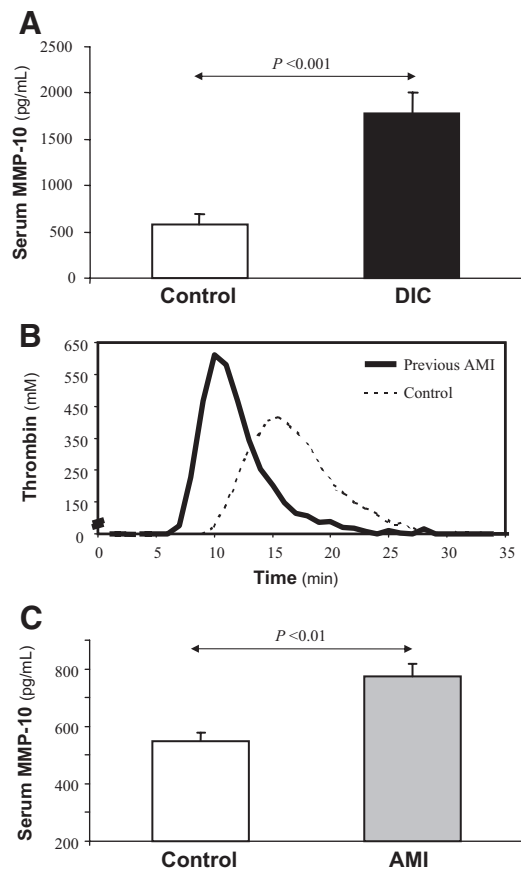 A
Serum MMP-10 (pg/mL)
2500
2000
1500
1000
500
0
P <0.001
Control
DIC
B
Thrombin (mM)
650
550
450
350
250
150
0
Previous AMI
Control
0
5
10
15
20
25
30
35
Time (min)
C
Serum MMP-10 (pg/mL)
800
600
400
200
P <0.01
Control
AMI